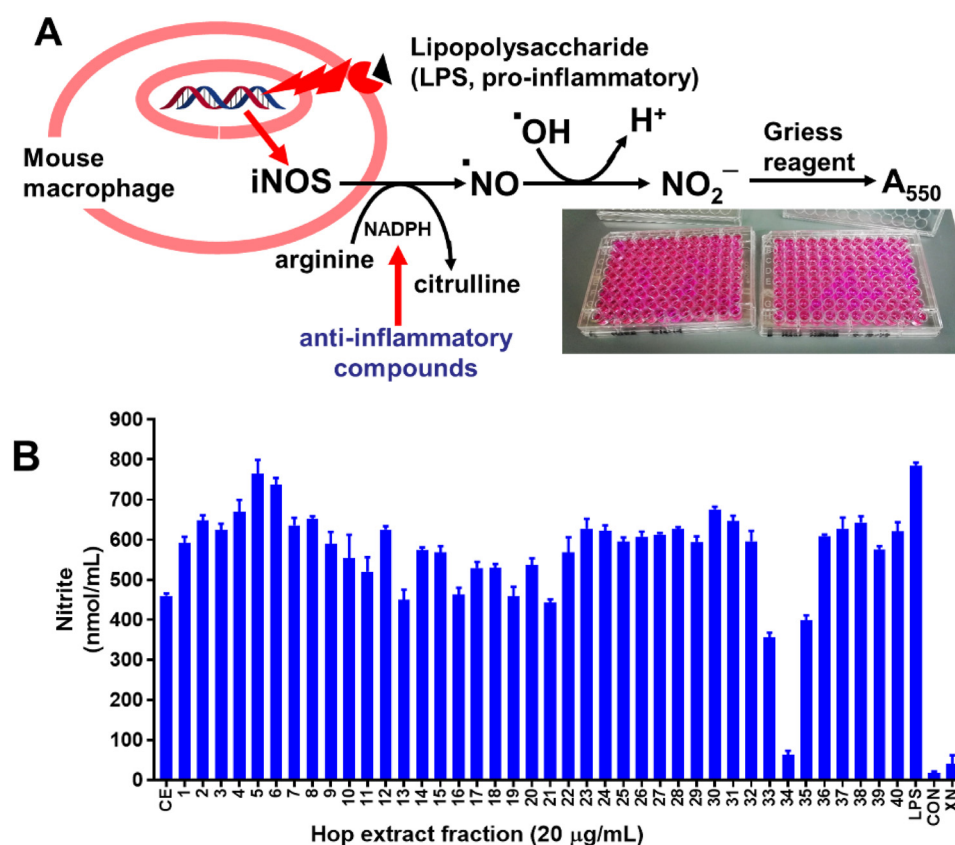 A
Lipopolysaccharide
(LPS, pro-inflammatory)
Mouse
macrophage
iNOS
NADPH
arginine
citrulline
anti-inflammatory
compounds
▪NO
▪OH
H⁺
NO₂⁻
Griess
reagent
A₅₅₀
B
Nitrite
(nmol/mL)
900
800
700
600
500
400
300
200
100
0
CE 1 2 3 4 5 6 7 8 9 10 11 12 13 14 15 16 17 18 19 20 21 22 23 24 25 26 27 28 29 30 31 32 33 34 35 36 37 38 39 40 LPS CON XN
Hop extract fraction (20 µg/mL)